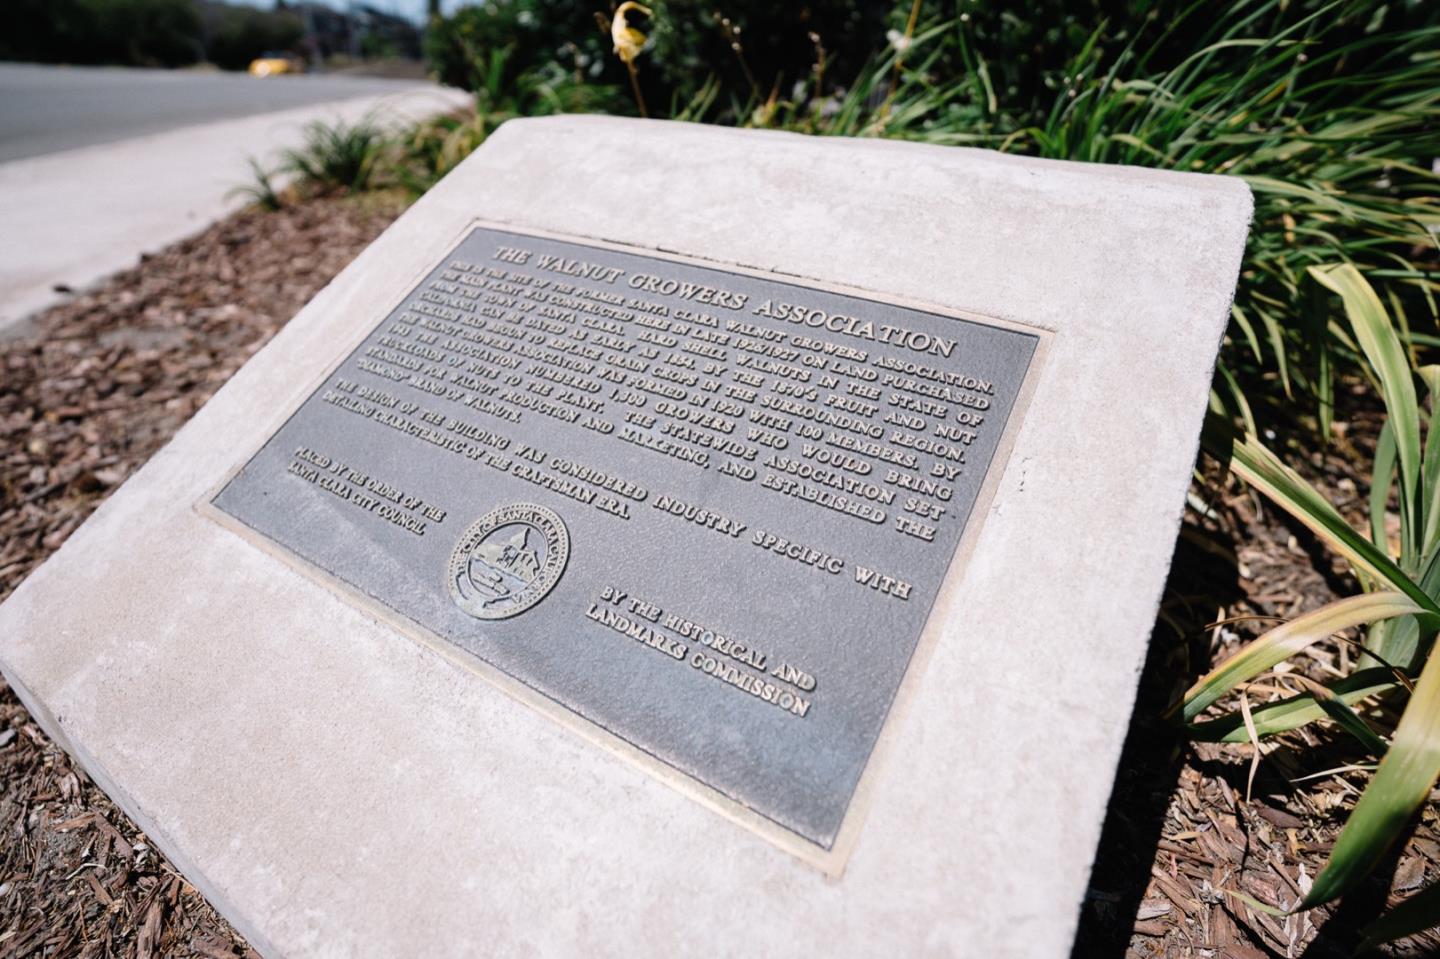 THE WALNUT GROWERS ASSOCIATION
THIS IS THE SITE OF THE FORMER SANTA CLARA WALNUT GROWERS ASSOCIATION.
THE MAIN PLANT WAS CONSTRUCTED HERE IN LATE 1926/1927 ON LAND PURCHASED
FROM THE TOWN OF SANTA CLARA. HARD SHELL WALNUTS IN THE STATE OF
CALIFORNIA CAN BE DATED AS EARLY AS 1854, BY THE 1870'S FRUIT AND NUT
ORCHARDS HAD BEGUN TO REPLACE GRAIN CROPS IN THE SURROUNDING REGION.
THE WALNUT GROWERS ASSOCIATION WAS FORMED IN 1920 WITH 100 MEMBERS, BY
THE ASSOCIATION NUMBERED 1,300 GROWERS WHO WOULD BRING
TRUCKLOADS OF NUTS TO THE PLANT. THE STATEWIDE ASSOCIATION SET
STANDARDS FOR WALNUT PRODUCTION AND MARKETING, AND ESTABLISHED THE
DIAMOND" BRAND OF WALNUTS.
THE DESIGN OF THE BUILDING WAS CONSIDERED INDUSTRY SPECIFIC WITH
DETAILING CHARACTERISTIC OF THE CRAFTSMAN ERA.
PLACED BY THE ORDER OF THE
SANTA CLARA CITY COUNCIL
BY THE HISTORICAL AND
LANDMARKS COMMISSION